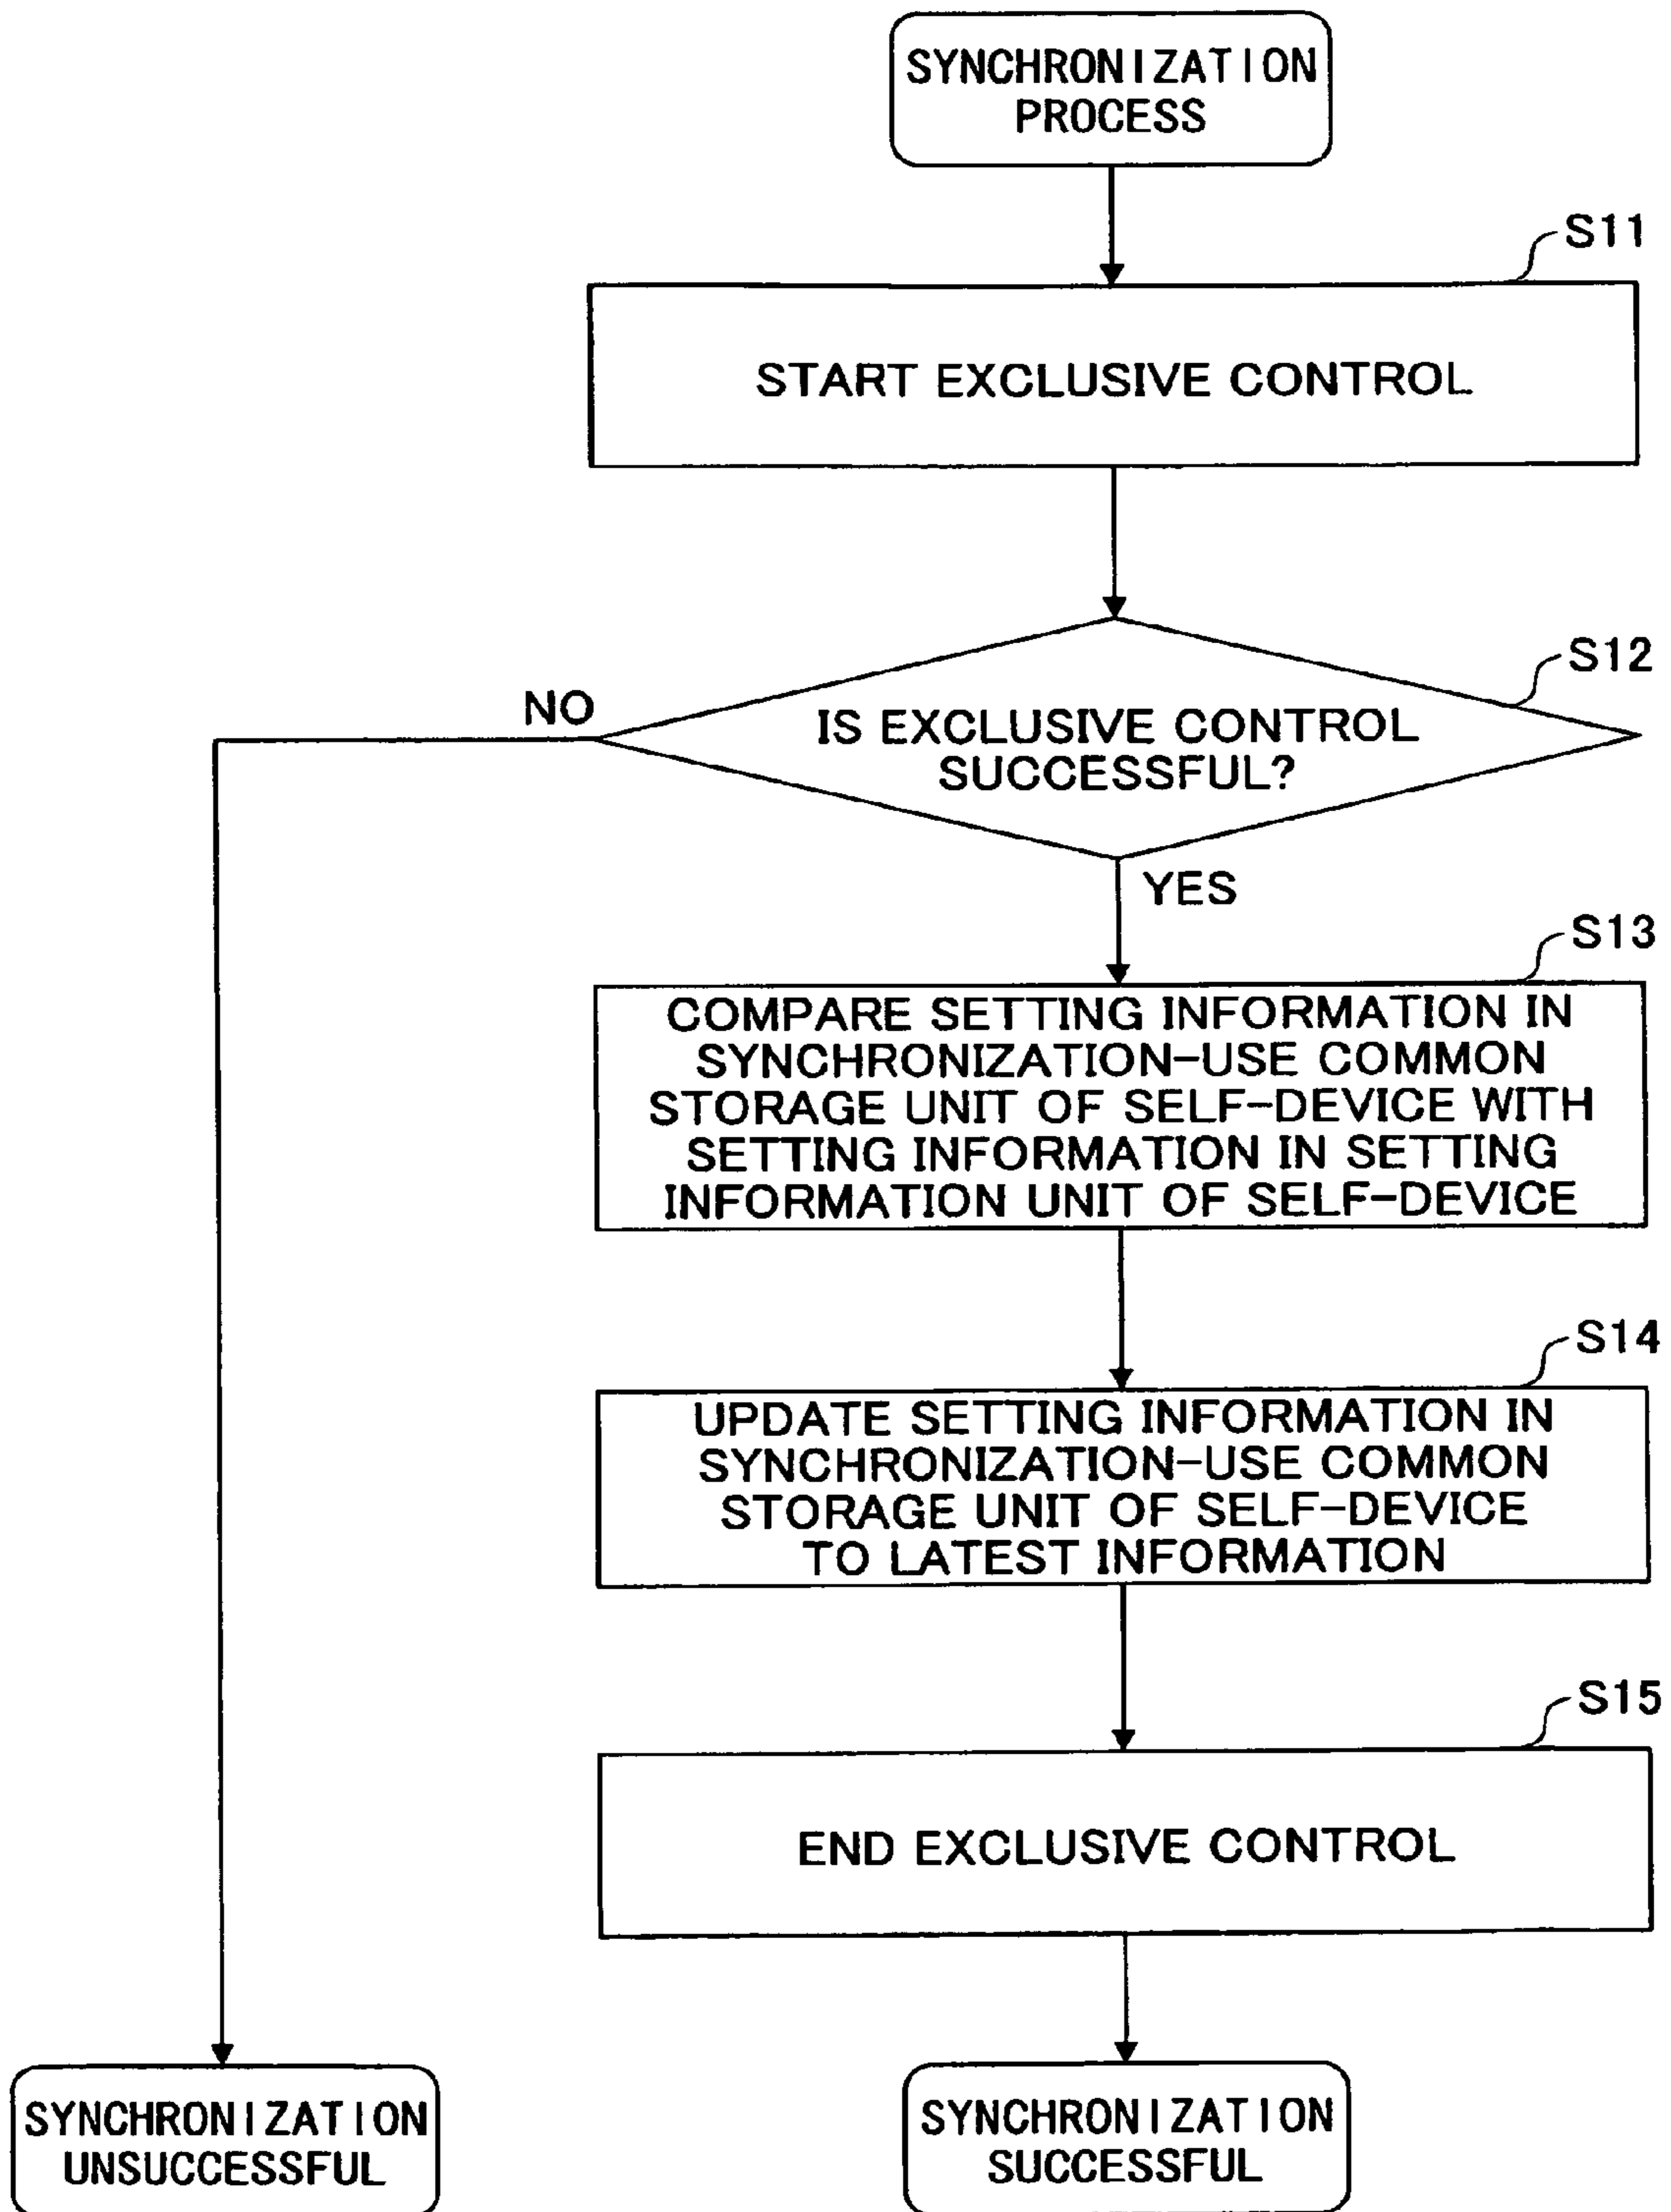 SYNCHRONIZATION
PROCESS
S11
START EXCLUSIVE CONTROL
S12
NO
IS EXCLUSIVE CONTROL
SUCCESSFUL?
YES
S13
COMPARE SETTING INFORMATION IN
SYNCHRONIZATION-USE COMMON
STORAGE UNIT OF SELF-DEVICE WITH
SETTING INFORMATION IN SETTING
INFORMATION UNIT OF SELF-DEVICE
S14
UPDATE SETTING INFORMATION IN
SYNCHRONIZATION-USE COMMON
STORAGE UNIT OF SELF-DEVICE
TO LATEST INFORMATION
S15
END EXCLUSIVE CONTROL
SYNCHRONIZATION
UNSUCCESSFUL
SYNCHRONIZATION
SUCCESSFUL